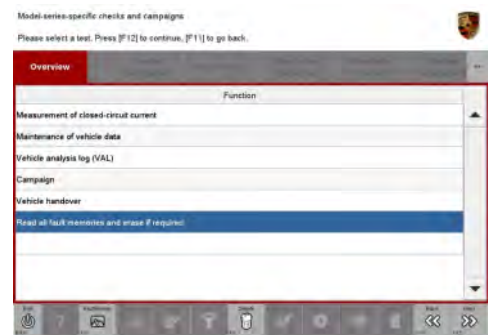 Model-series-specific checks and campaigns
Please select a test. Press [F12] to continue, [F11] to go back.
Overview
Function
Measurement of closed-circuit current
Maintenance of vehicle data
Vehicle analysis log (VAL)
Campaign
Vehicle handover
Read all fault memories and erase if required